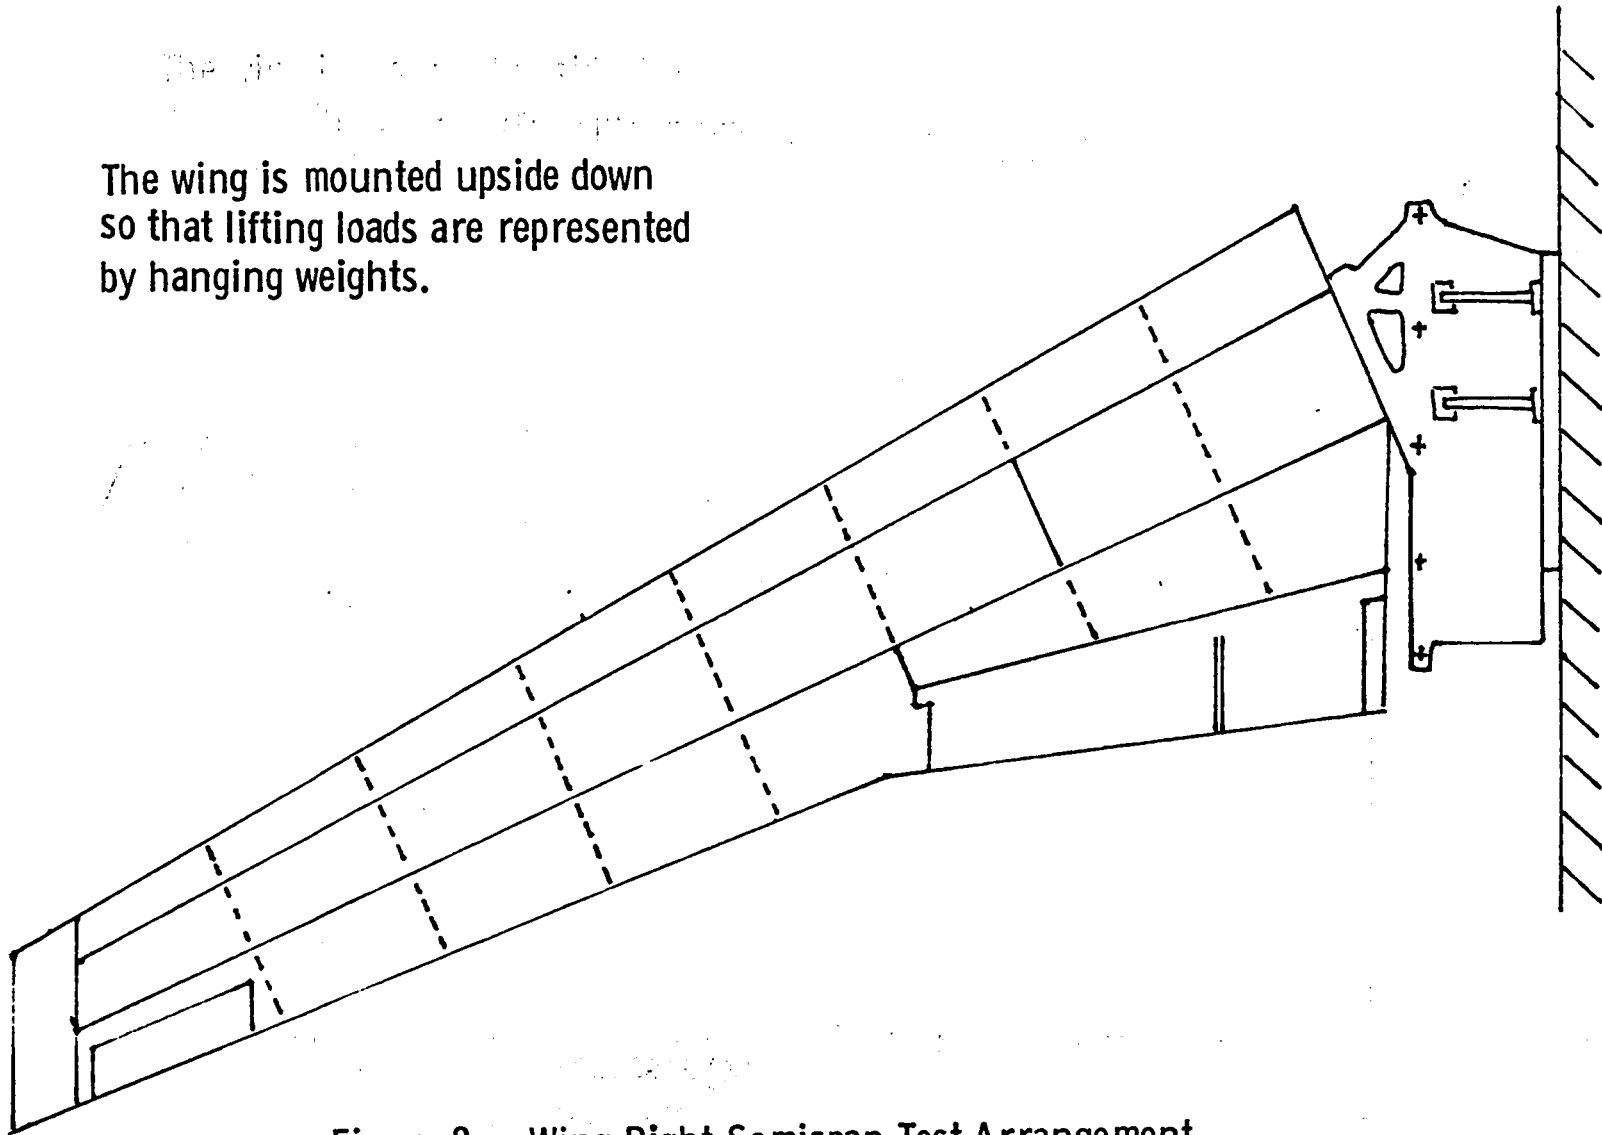 The wing is mounted upside down
so that lifting loads are represented
by hanging weights.
Wing Right Semispan Test Arrangement